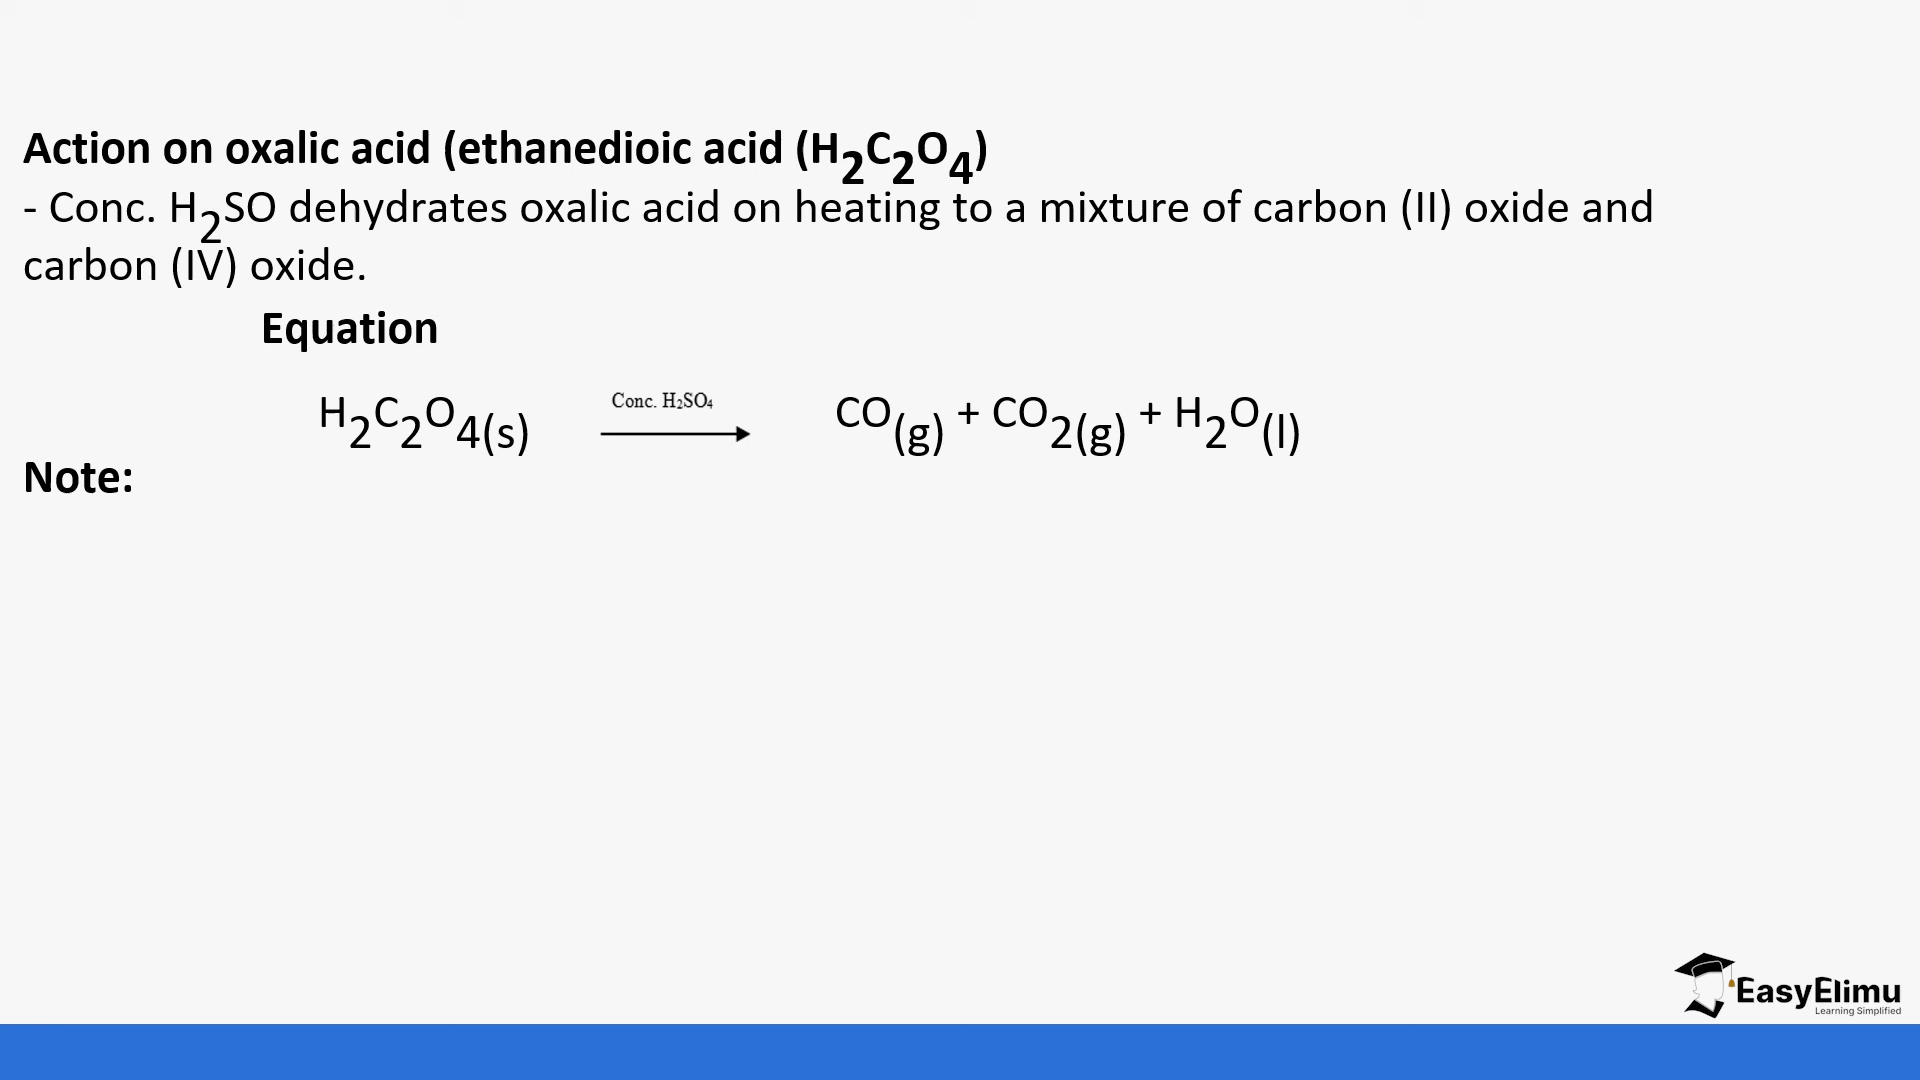 Action on oxalic acid (ethanedioic acid (H₂C₂O₄)
- Conc. H₂SO dehydrates oxalic acid on heating to a mixture of carbon (II) oxide and
carbon (IV) oxide.
Equation
H₂C₂O₄(s) Conc. H₂SO₄ CO(g) + CO₂(g) + H₂O(l)
Note:
EasyElimu
Learning Simplified